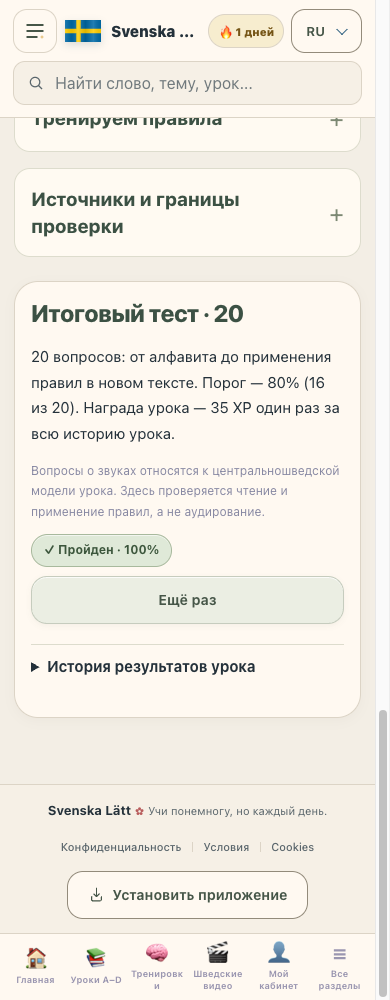 Svenska ...
🔥 1 дней
RU
Найти слово, тему, урок...
Тренируем правила
+
Источники и границы
проверки
+
Итоговый тест · 20
20 вопросов: от алфавита до применения
правил в новом тексте. Порог — 80% (16
из 20). Награда урока — 35 XP один раз за
всю историю урока.
Вопросы о звуках относятся к центральношведской
модели урока. Здесь проверяется чтение и
применение правил, а не аудирование.
✓ Пройден · 100%
Ещё раз
▶ История результатов урока
Svenska Lätt ✿ Учи понемногу, но каждый день.
Конфиденциальность | Условия | Cookies
Установить приложение
Главная
Уроки A–D
Тренировк
и
Шведские
видео
Мой
кабинет
Все
разделы